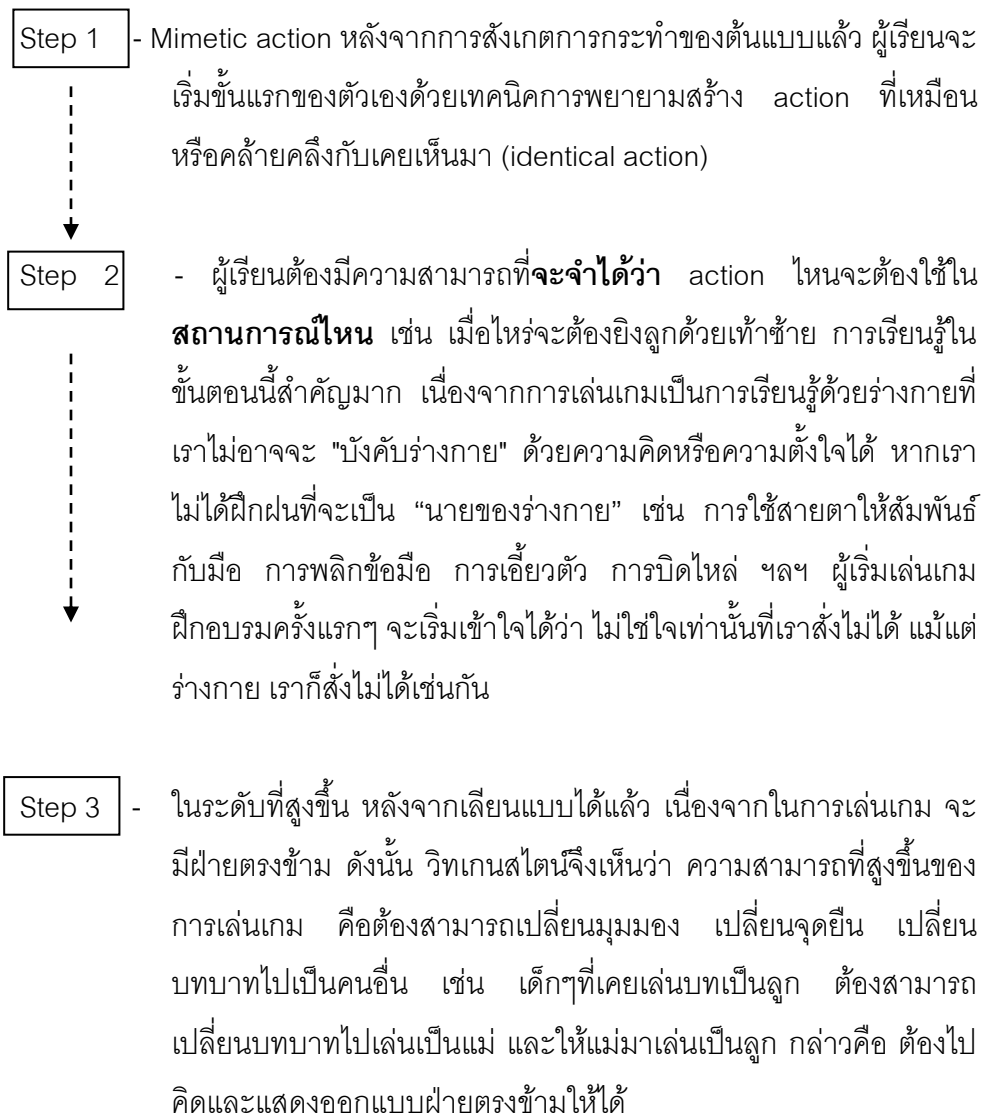 Step 1 - Mimetic action หลังจากการสังเกตการกระทำของต้นแบบแล้ว ผู้เรียนจะ
เริ่มขั้นแรกของตัวเองด้วยเทคนิคการพยายามสร้าง action ที่เหมือน
หรือคล้ายคลึงกับเคยเห็นมา (identical action)
Step 2 - ผู้เรียนต้องมีความสามารถที่จะจำได้ว่า action ไหนจะต้องใช้ใน
สถานการณ์ไหน เช่น เมื่อไหร่จะต้องยิงลูกด้วยเท้าซ้าย การเรียนรู้ใน
ขั้นตอนนี้สำคัญมาก เนื่องจากการเล่นเกมเป็นการเรียนรู้ด้วยร่างกายที่
เราไม่อาจจะ "บังคับร่างกาย" ด้วยความคิดหรือความตั้งใจได้ หากเรา
ไม่ได้ฝึกฝนที่จะเป็น “นายของร่างกาย” เช่น การใช้สายตาให้สัมพันธ์
กับมือ การพลิกข้อมือ การเอี้ยวตัว การบิดไหล่ ฯลฯ ผู้เริ่มเล่นเกม
ฝึกอบรมครั้งแรกๆ จะเริ่มเข้าใจได้ว่า ไม่ใช่ใจเท่านั้นที่เราสั่งไม่ได้ แม้แต่
ร่างกาย เราก็สั่งไม่ได้เช่นกัน
Step 3 - ในระดับที่สูงขึ้น หลังจากเลียนแบบได้แล้ว เนื่องจากในการเล่นเกม จะ
มีฝ่ายตรงข้าม ดังนั้น วิทเกนสไตน์จึงเห็นว่า ความสามารถที่สูงขึ้นของ
การเล่นเกม คือต้องสามารถเปลี่ยนมุมมอง เปลี่ยนจุดยืน เปลี่ยน
บทบาทไปเป็นคนอื่น เช่น เด็กๆที่เคยเล่นบทเป็นลูก ต้องสามารถ
เปลี่ยนบทบาทไปเล่นเป็นแม่ และให้แม่มาเล่นเป็นลูก กล่าวคือ ต้องไป
คิดและแสดงออกแบบฝ่ายตรงข้ามให้ได้